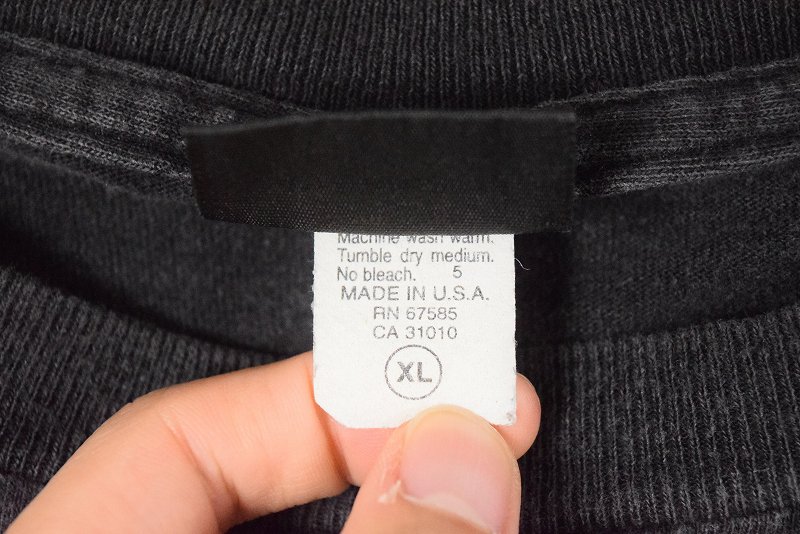 Machine wash warm.
Tumble dry medium.
No bleach. 5
MADE IN U.S.A.
RN 67585
CA 31010
XL